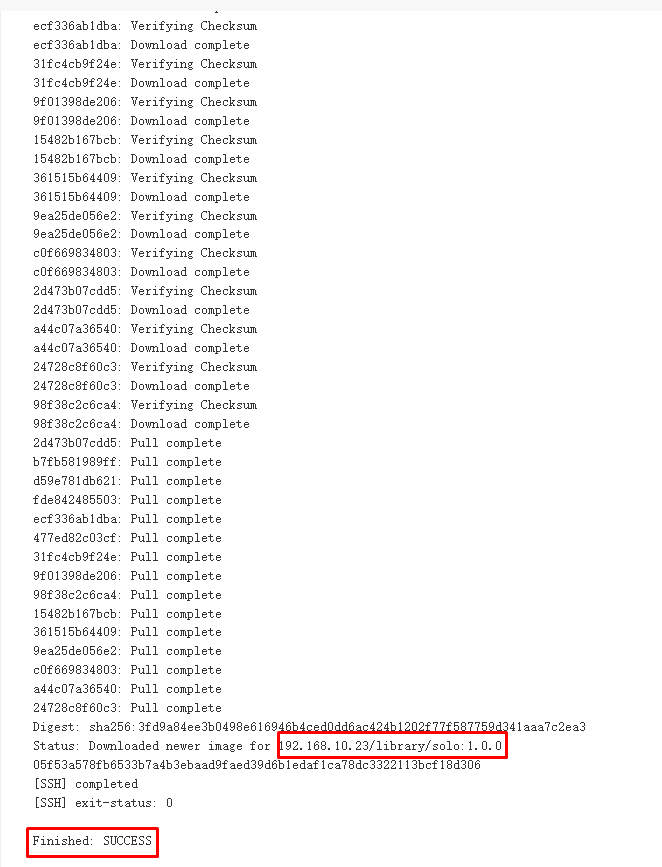 ecf336ab1dba: Verifying Checksum
ecf336ab1dba: Download complete
31fc4cb9f24e: Verifying Checksum
31fc4cb9f24e: Download complete
9f01398de206: Verifying Checksum
9f01398de206: Download complete
15482b167bcb: Verifying Checksum
15482b167bcb: Download complete
361515b64409: Verifying Checksum
361515b64409: Download complete
9ea25de056e2: Verifying Checksum
9ea25de056e2: Download complete
c0f669834803: Verifying Checksum
c0f669834803: Download complete
2d473b07cdd5: Verifying Checksum
2d473b07cdd5: Download complete
a44c07a36540: Verifying Checksum
a44c07a36540: Download complete
24728c8f60c3: Verifying Checksum
24728c8f60c3: Download complete
98f38c2c6ca4: Verifying Checksum
98f38c2c6ca4: Download complete
2d473b07cdd5: Pull complete
b7fb581989ff: Pull complete
d59e781db621: Pull complete
fde842485503: Pull complete
ecf336ab1dba: Pull complete
477ed82c03cf: Pull complete
31fc4cb9f24e: Pull complete
9f01398de206: Pull complete
98f38c2c6ca4: Pull complete
15482b167bcb: Pull complete
361515b64409: Pull complete
9ea25de056e2: Pull complete
c0f669834803: Pull complete
a44c07a36540: Pull complete
24728c8f60c3: Pull complete
Digest: sha256:3fd9a84ee3b0498e616946b4ced0dd6ac424b1202f77f587759d341aaa7c2ea3
Status: Downloaded newer image for 192.168.10.23/library/solo:1.0.0
05f53a578fb6533b7a4b3ebaad9faed39d6b1edaf1ca78dc3322113bcf18d306
[SSH] completed
[SSH] exit-status: 0
Finished: SUCCESS